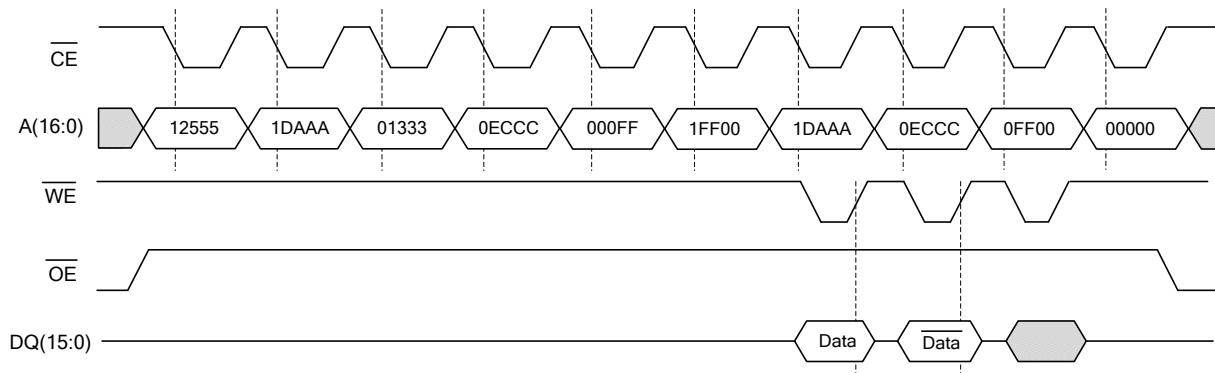 CE
A(16:0) 12555 1DAAA 01333 0ECCC 000FF 1FF00 1DAAA 0ECCC 0FF00 00000
WE
OE
DQ(15:0) Data Data